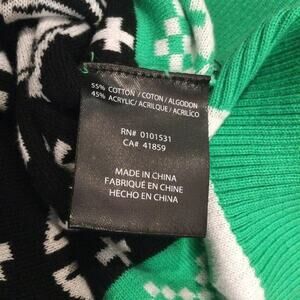 55% COTTON / COTON / ALGODON
45% ACRYLIC / ACRILIQUE / ACRÍLICO
RN# 0101531
CA# 41859
MADE IN CHINA
FABRIQUÉ EN CHINE
HECHO EN CHINA